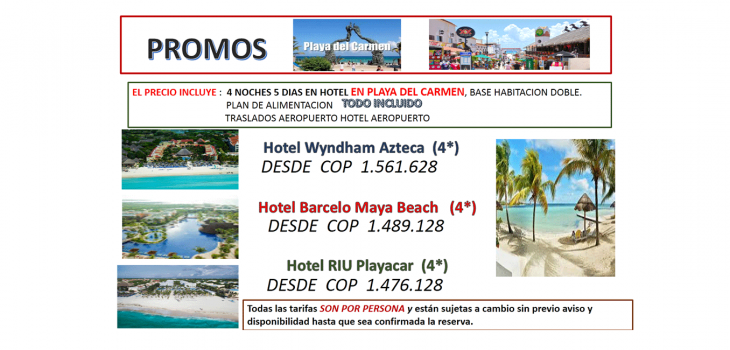 PROMOS
Playa del Carmen
EL PRECIO INCLUYE : 4 NOCHES 5 DIAS EN HOTEL EN PLAYA DEL CARMEN, BASE HABITACION DOBLE.
PLAN DE ALIMENTACION TODO INCLUIDO
TRASLADOS AEROPUERTO HOTEL AEROPUERTO
Hotel Wyndham Azteca (4*)
DESDE COP 1.561.628
Hotel Barcelo Maya Beach (4*)
DESDE COP 1.489.128
Hotel RIU Playacar (4*)
DESDE COP 1.476.128
Todas las tarifas SON POR PERSONA y están sujetas a cambio sin previo aviso y
disponibilidad hasta que sea confirmada la reserva.